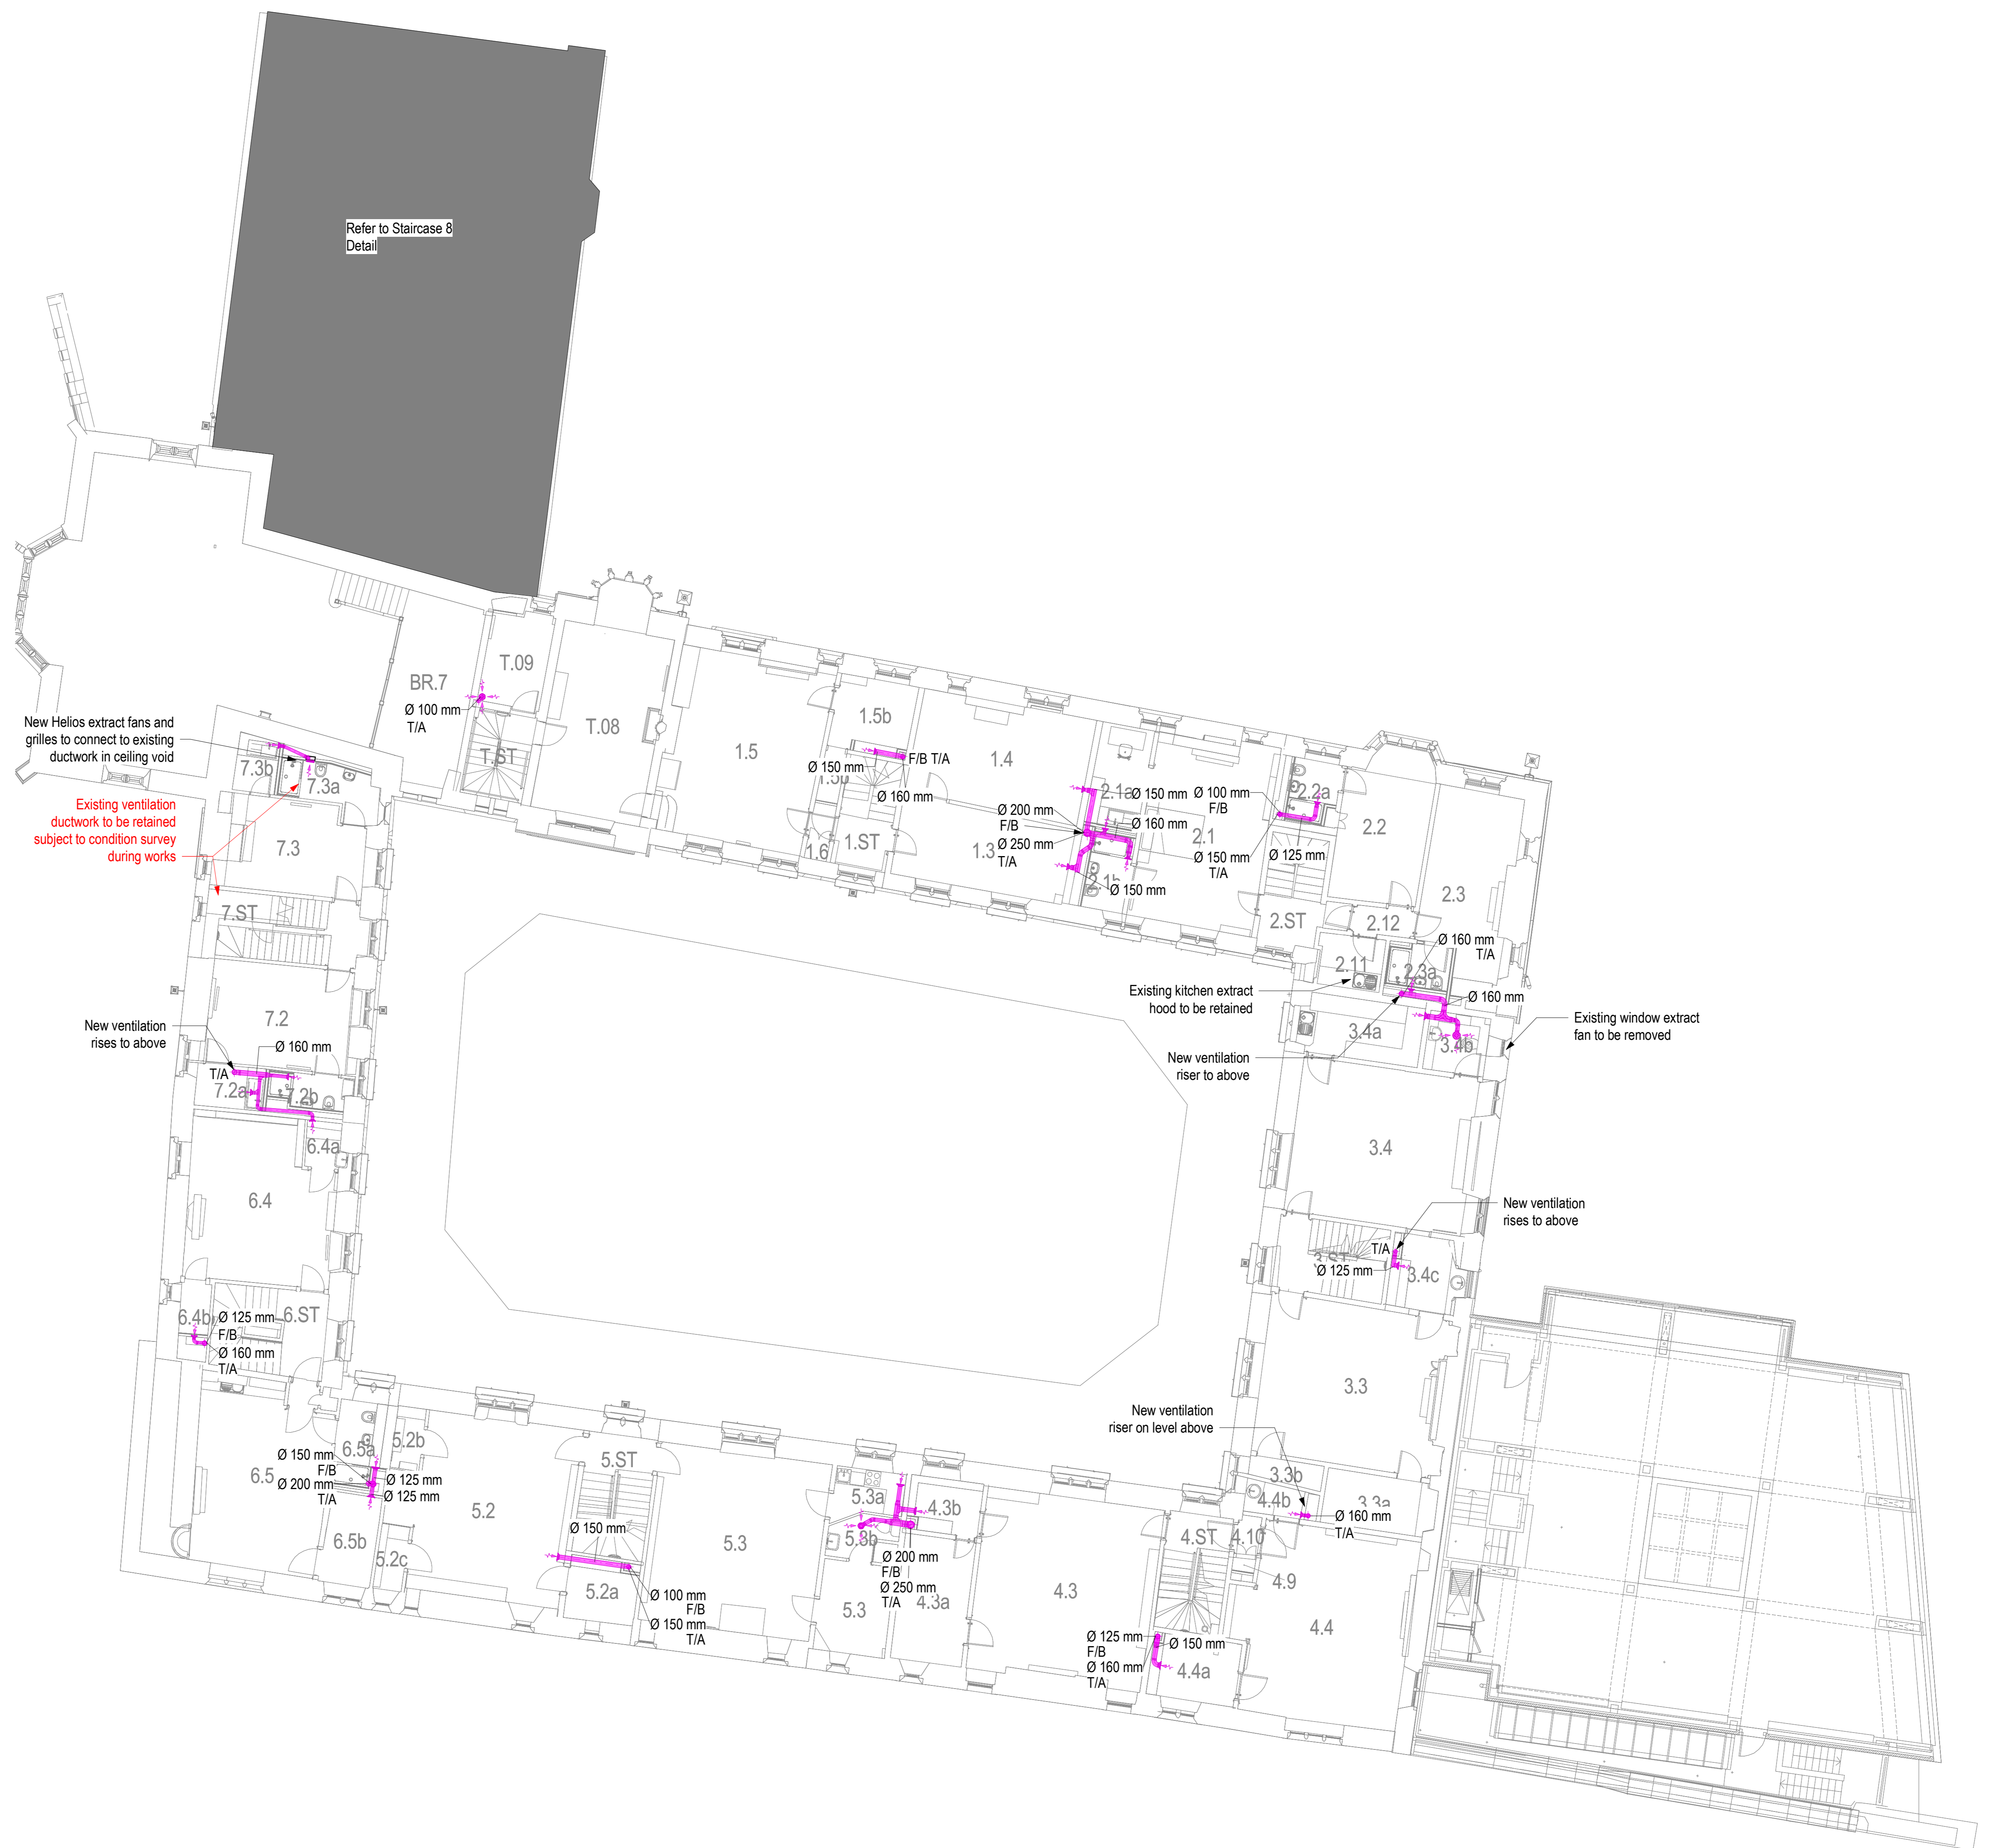 Refer to Staircase 8
Detail
T.09
BR.7
Ø 100 mm
T/A
T.ST
T.08
1.5
1.5b
Ø 150 mm
F/B T/A
1.5b
Ø 160 mm
1.6
1.ST
1.4
1.3
Ø 200 mm
F/B
Ø 250 mm
T/A
2.1a
Ø 150 mm
Ø 160 mm
2.1
2.1b
Ø 150 mm
Ø 100 mm
F/B
Ø 150 mm
T/A
2.2a
Ø 125 mm
2.2
2.3
2.ST
2.12
2.11
2.3a
Ø 160 mm
T/A
Ø 160 mm
Existing kitchen extract
hood to be retained
New ventilation
riser to above
Existing window extract
fan to be removed
3.4a
3.4b
3.4
New ventilation
rises to above
T/A
3.ST
Ø 125 mm
3.4c
3.3
New ventilation
riser on level above
3.3b
3.3a
4.4b
Ø 160 mm
T/A
4.10
4.ST
4.9
4.4
4.3
Ø 125 mm
F/B
Ø 160 mm
T/A
Ø 150 mm
4.4a
New Helios extract fans and
grilles to connect to existing
ductwork in ceiling void
7.3b
7.3a
Existing ventilation
ductwork to be retained
subject to condition survey
during works
7.3
7.ST
7.2
New ventilation
rises to above
Ø 160 mm
T/A
7.2a
7.2b
6.4a
6.4
6.4b
6.ST
Ø 125 mm
F/B
Ø 160 mm
T/A
6.5a
5.2b
6.5
Ø 150 mm
F/B
Ø 200 mm
T/A
Ø 125 mm
Ø 125 mm
6.5b
5.2c
5.2
5.ST
Ø 150 mm
5.2a
Ø 100 mm
F/B
Ø 150 mm
T/A
5.3
5.3a
4.3b
5.3b
Ø 200 mm
F/B
Ø 250 mm
T/A
5.3
4.3a